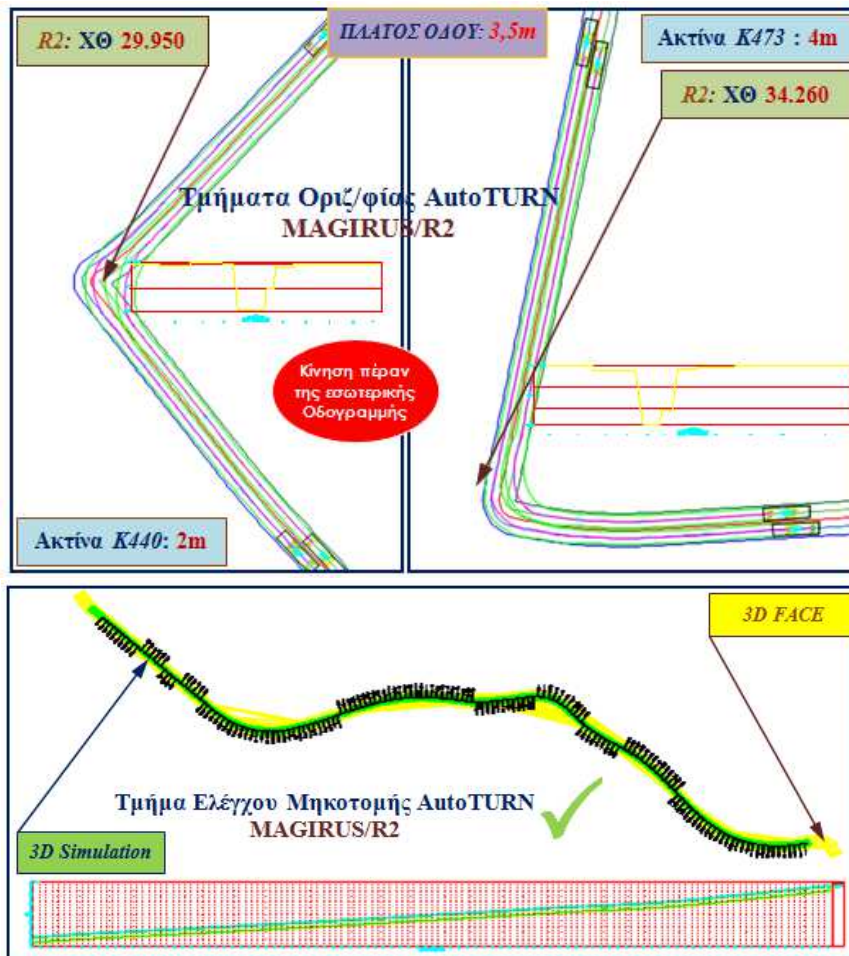 R2: ΧΘ 29.950
ΠΛΑΤΟΣ ΟΔΟΥ: 3,5m
Ακτίνα K473 : 4m
R2: ΧΘ 34.260
Τμήματα Οριζ/φίας AutoTURN
MAGIRUS/R2
Κίνηση πέραν
της εσωτερικής
Οδογραμμής
Ακτίνα K440: 2m
3D FACE
Τμήμα Ελέγχου Μηκοτομής AutoTURN
MAGIRUS/R2
3D Simulation